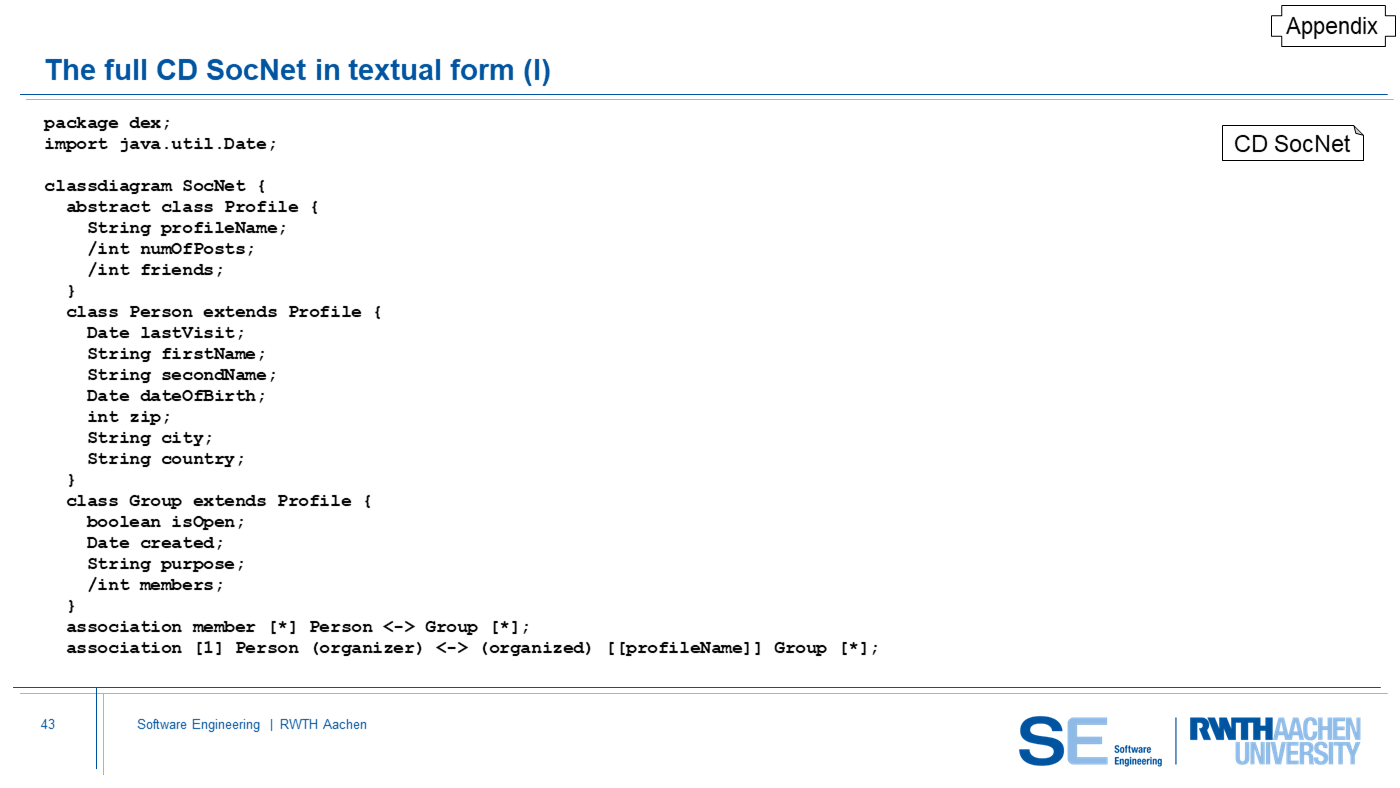 Appendix
The full CD SocNet in textual form (I)
CD SocNet
package dex;
import java.util.Date;
classdiagram SocNet {
  abstract class Profile {
    String profileName;
    /int numOfPosts;
    /int friends;
  }
  class Person extends Profile {
    Date lastVisit;
    String firstName;
    String secondName;
    Date dateOfBirth;
    int zip;
    String city;
    String country;
  }
  class Group extends Profile {
    boolean isOpen;
    Date created;
    String purpose;
    /int members;
  }
  association member [*] Person <-> Group [*];
  association [1] Person (organizer) <-> (organized) [[profileName]] Group [*];
43
Software Engineering | RWTH Aachen
SE Software
Engineering
RWTHAACHEN
UNIVERSITY